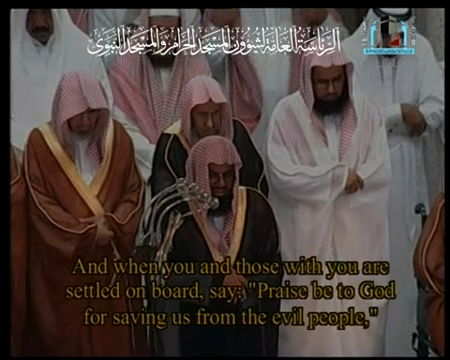 الرئاسة العامة لشؤون المسجد الحرام والمسجد النبوي
And when you and those with you are
settled on board, say: "Praise be to God
for saving us from the evil people,"